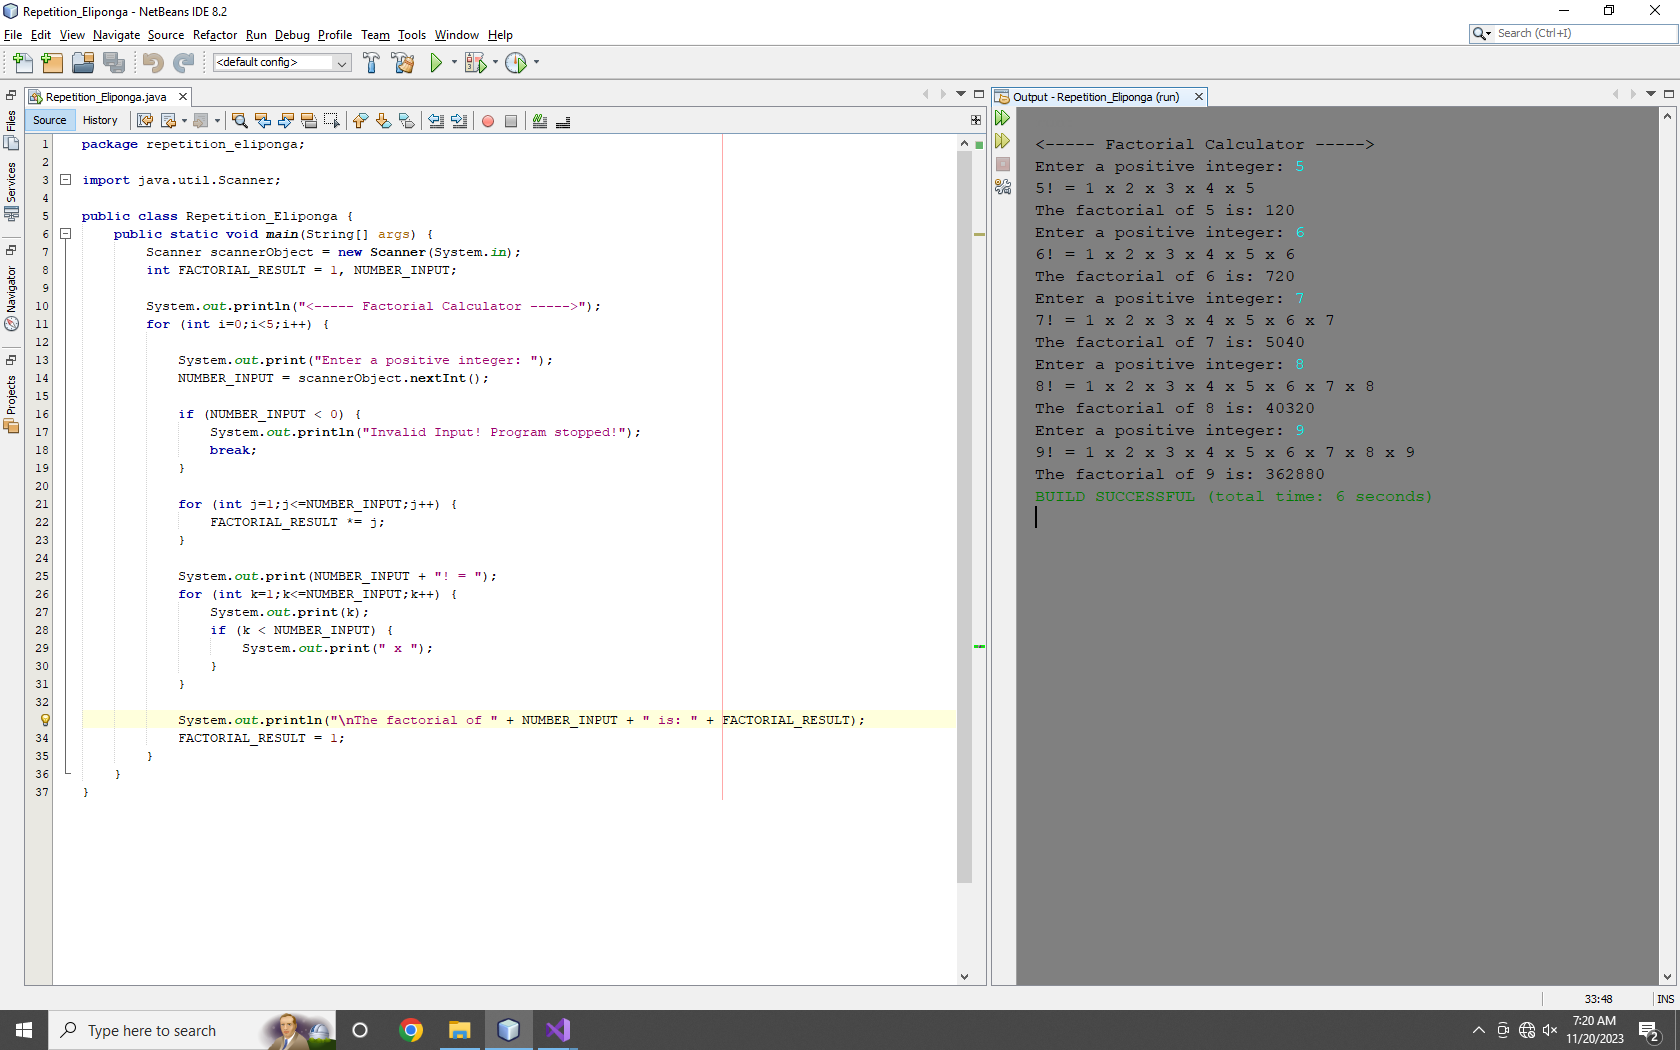 Repetition_Eliponga - NetBeans IDE 8.2
File Edit View Navigate Source Refactor Run Debug Profile Team Tools Window Help
Search (Ctrl+I)
<default config>
Files
Services
Navigator
Projects
Repetition_Eliponga.java
Source History
1 package repetition_eliponga;
2
3 import java.util.Scanner;
4
5 public class Repetition_Eliponga {
6 public static void main(String[] args) {
7 Scanner scannerObject = new Scanner(System.in);
8 int FACTORIAL_RESULT = 1, NUMBER_INPUT;
9
10 System.out.println("<----- Factorial Calculator ----->");
11 for (int i=0;i<5;i++) {
12
13 System.out.print("Enter a positive integer: ");
14 NUMBER_INPUT = scannerObject.nextInt();
15
16 if (NUMBER_INPUT < 0) {
17 System.out.println("Invalid Input! Program stopped!");
18 break;
19 }
20
21 for (int j=1;j<=NUMBER_INPUT;j++) {
22 FACTORIAL_RESULT *= j;
23 }
24
25 System.out.print(NUMBER_INPUT + "! = ");
26 for (int k=1;k<=NUMBER_INPUT;k++) {
27 System.out.print(k);
28 if (k < NUMBER_INPUT) {
29 System.out.print(" x ");
30 }
31 }
32
System.out.println("\nThe factorial of " + NUMBER_INPUT + " is: " + FACTORIAL_RESULT);
34 FACTORIAL_RESULT = 1;
35 }
36 }
37 }
Output - Repetition_Eliponga (run)
<----- Factorial Calculator ----->
Enter a positive integer: 5
5! = 1 x 2 x 3 x 4 x 5
The factorial of 5 is: 120
Enter a positive integer: 6
6! = 1 x 2 x 3 x 4 x 5 x 6
The factorial of 6 is: 720
Enter a positive integer: 7
7! = 1 x 2 x 3 x 4 x 5 x 6 x 7
The factorial of 7 is: 5040
Enter a positive integer: 8
8! = 1 x 2 x 3 x 4 x 5 x 6 x 7 x 8
The factorial of 8 is: 40320
Enter a positive integer: 9
9! = 1 x 2 x 3 x 4 x 5 x 6 x 7 x 8 x 9
The factorial of 9 is: 362880
BUILD SUCCESSFUL (total time: 6 seconds)
33:48 INS
Type here to search
7:20 AM
11/20/2023
2